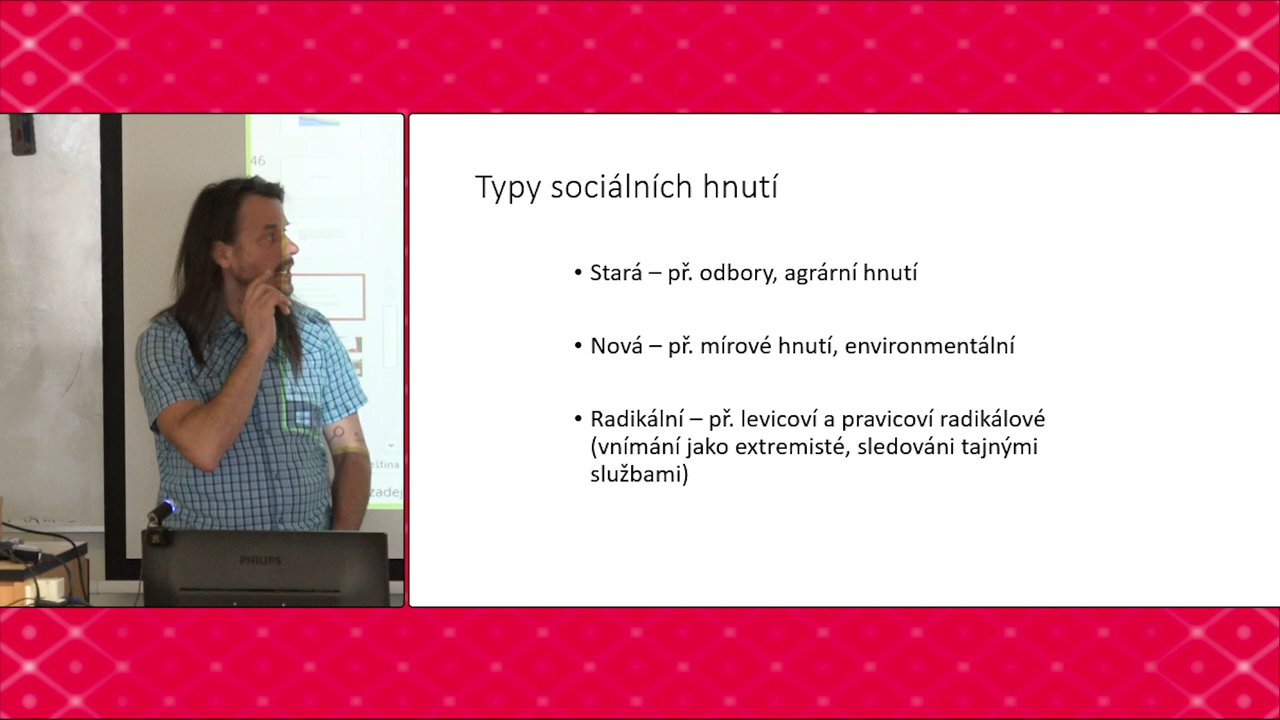 46
PHILIPS
zadej
Typy sociálních hnutí
• Stará – př. odbory, agrární hnutí
• Nová – př. mírové hnutí, environmentální
• Radikální – př. levicoví a pravicoví radikálové
(vnímání jako extremisté, sledováni tajnými
službami)